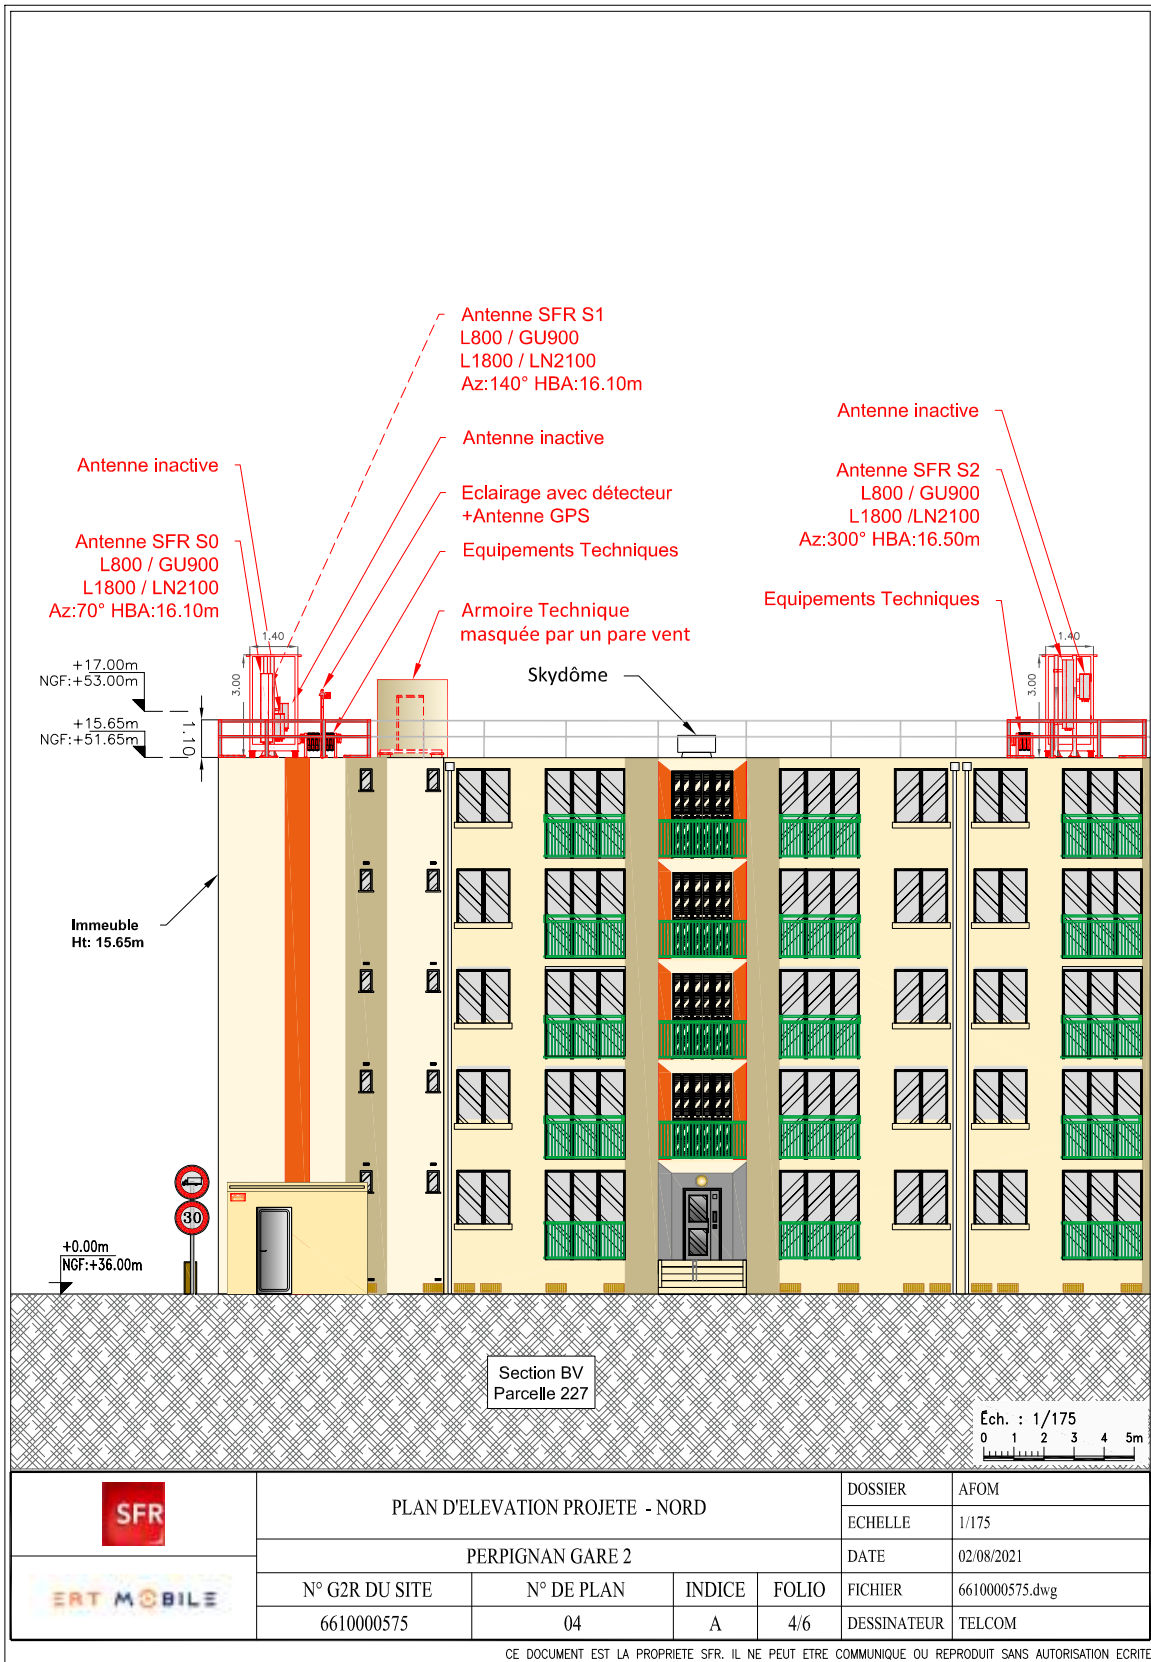 Antenne SFR S1
L800 / GU900
L1800 / LN2100
Az:140° HBA:16.10m
Antenne inactive
Antenne inactive
Antenne inactive
Eclairage avec détecteur
+Antenne GPS
Antenne SFR S2
L800 / GU900
L1800 /LN2100
Az:300° HBA:16.50m
Antenne SFR S0
L800 / GU900
L1800 / LN2100
Az:70° HBA:16.10m
Equipements Techniques
Equipements Techniques
Armoire Technique
masquée par un pare vent
1.40
1.40
3.00
3.00
Skydôme
+17.00m
NGF:+53.00m
+15.65m
NGF:+51.65m
1.10
Immeuble
Ht: 15.65m
30
+0.00m
NGF:+36.00m
Section BV
Parcelle 227
Éch. : 1/175
0 1 2 3 4 5m
SFR
ERT MOBILE
PLAN D'ELEVATION PROJETE - NORD
PERPIGNAN GARE 2
N° G2R DU SITE
N° DE PLAN
INDICE
FOLIO
6610000575
04
A
4/6
DOSSIER AFOM
ECHELLE 1/175
DATE 02/08/2021
FICHIER 6610000575.dwg
DESSINATEUR TELCOM
CE DOCUMENT EST LA PROPRIETE SFR. IL NE PEUT ETRE COMMUNIQUE OU REPRODUIT SANS AUTORISATION ECRITE